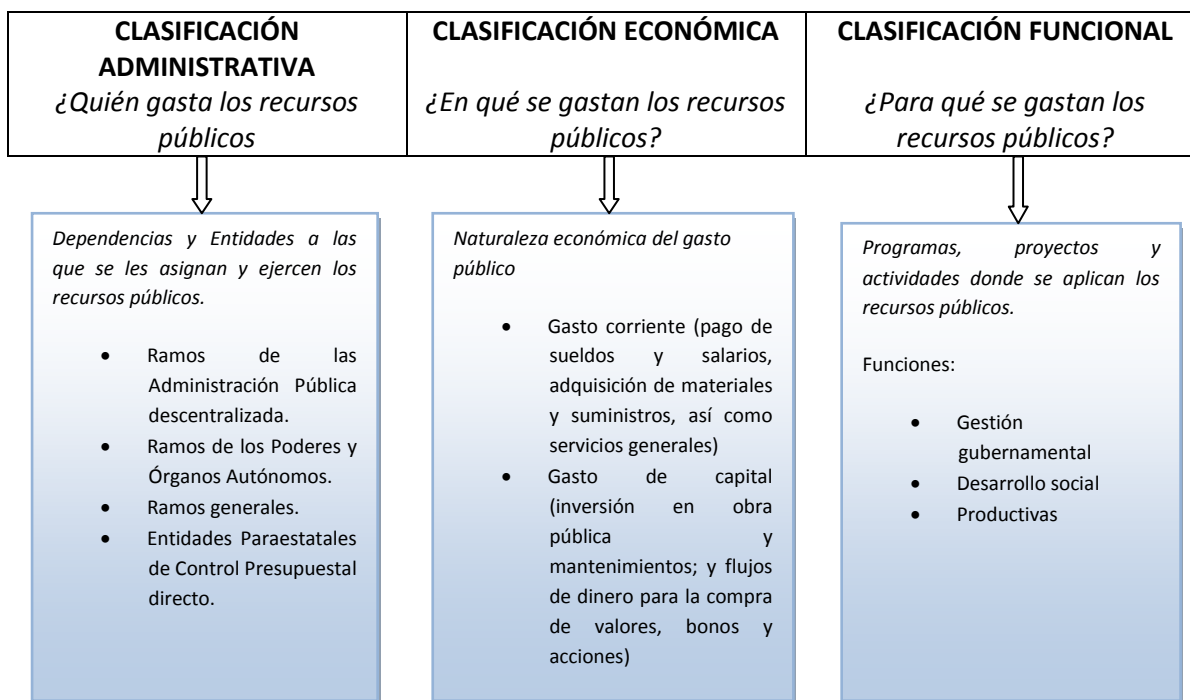 CLASIFICACIÓN
ADMINISTRATIVA
¿Quién gasta los recursos
públicos
CLASIFICACIÓN ECONÓMICA
¿En qué se gastan los recursos
públicos?
CLASIFICACIÓN FUNCIONAL
¿Para qué se gastan los
recursos públicos?
Dependencias y Entidades a las
que se les asignan y ejercen los
recursos públicos.
• Ramos de las
Administración Pública
descentralizada.
• Ramos de los Poderes y
Órganos Autónomos.
• Ramos generales.
• Entidades Paraestatales
de Control Presupuestal
directo.
Naturaleza económica del gasto
público
• Gasto corriente (pago de
sueldos y salarios,
adquisición de materiales
y suministros, así como
servicios generales)
• Gasto de capital
(inversión en obra
pública y
mantenimientos; y flujos
de dinero para la compra
de valores, bonos y
acciones)
Programas, proyectos y
actividades donde se aplican los
recursos públicos.
Funciones:
• Gestión
gubernamental
• Desarrollo social
• Productivas